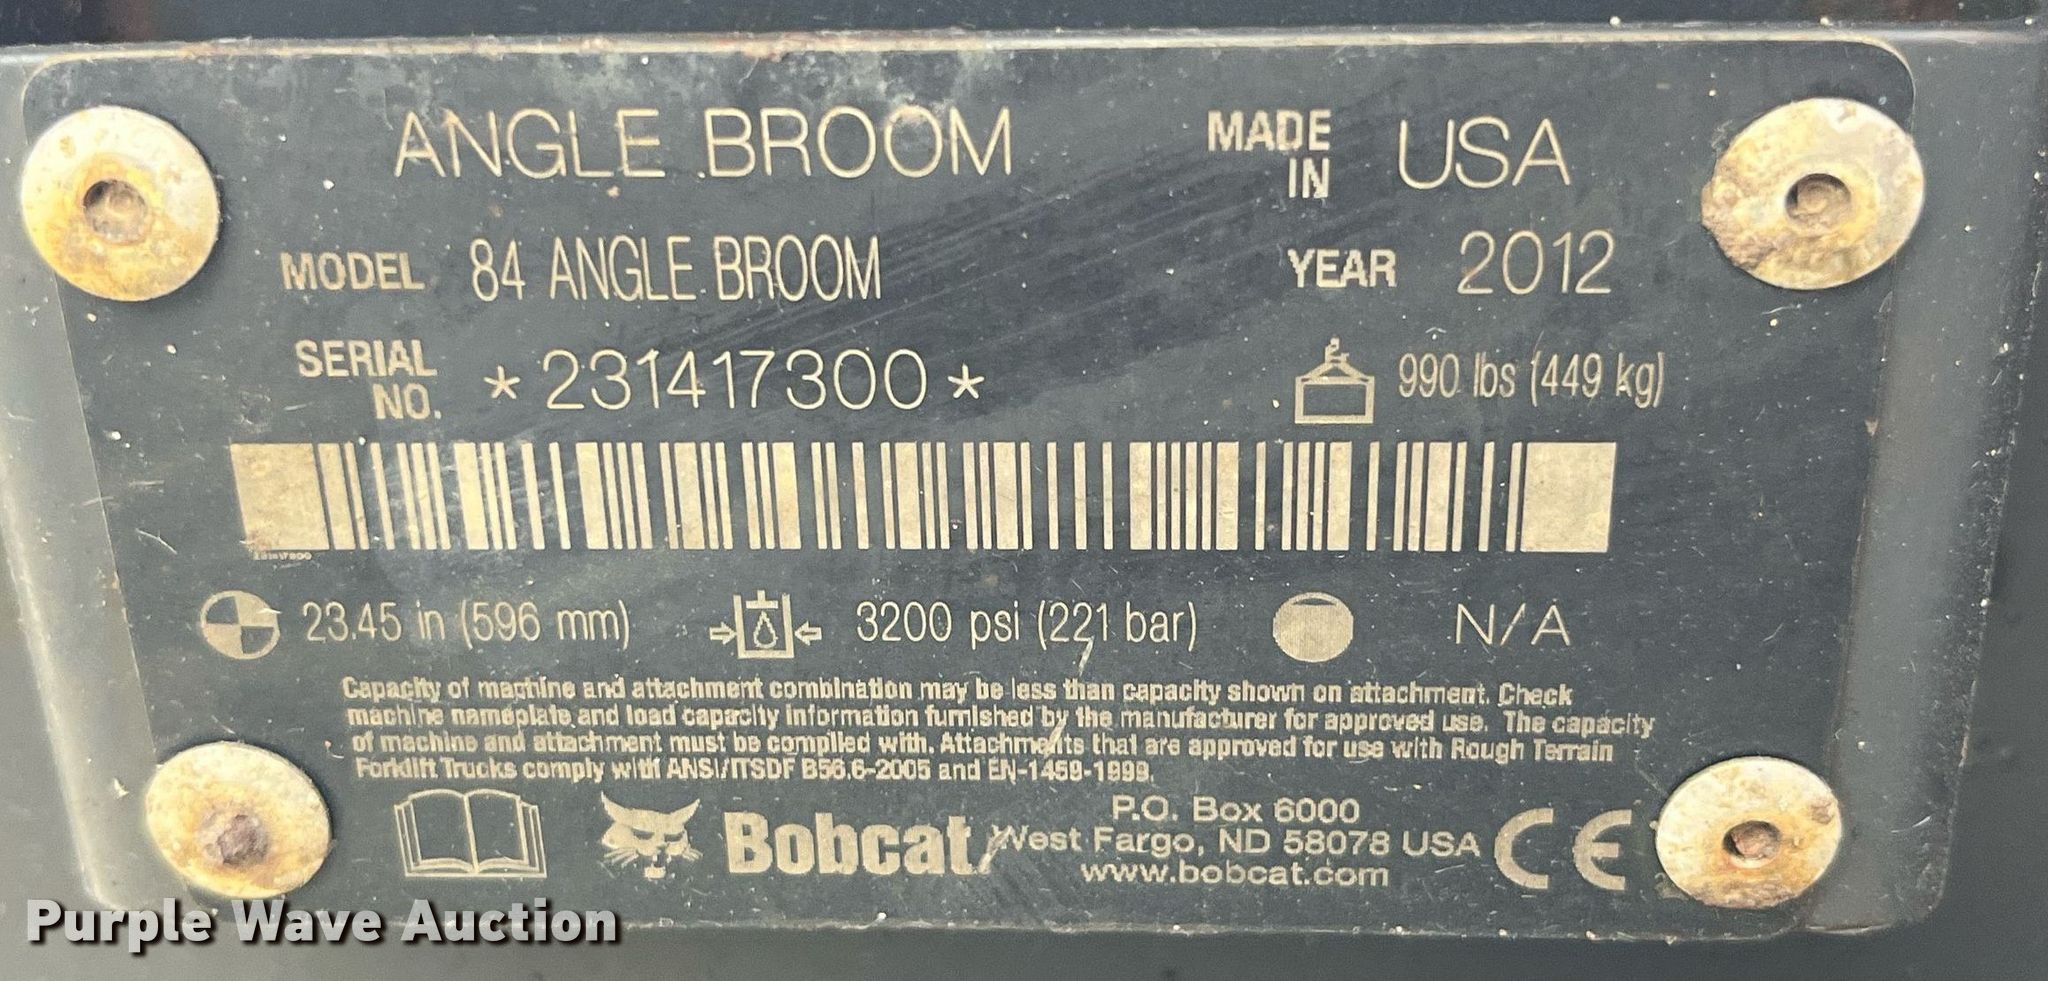 ANGLE BROOM
MADE IN USA
MODEL 84 ANGLE BROOM
YEAR 2012
SERIAL NO. *231417300*
990 lbs (449 kg)
231417300
23.45 in (596 mm)
3200 psi (221 bar)
N/A
Capacity of machine and attachment combination may be less than capacity shown on attachment. Check
machine nameplate and load capacity information furnished by the manufacturer for approved use. The capacity
of machine and attachment must be complied with. Attachments that are approved for use with Rough Terrain
Forklift Trucks comply with ANSI/ITSDF B56.6-2005 and EN-1459-1999.
Bobcat
P.O. Box 6000
West Fargo, ND 58078 USA
www.bobcat.com
CE
Purple Wave Auction